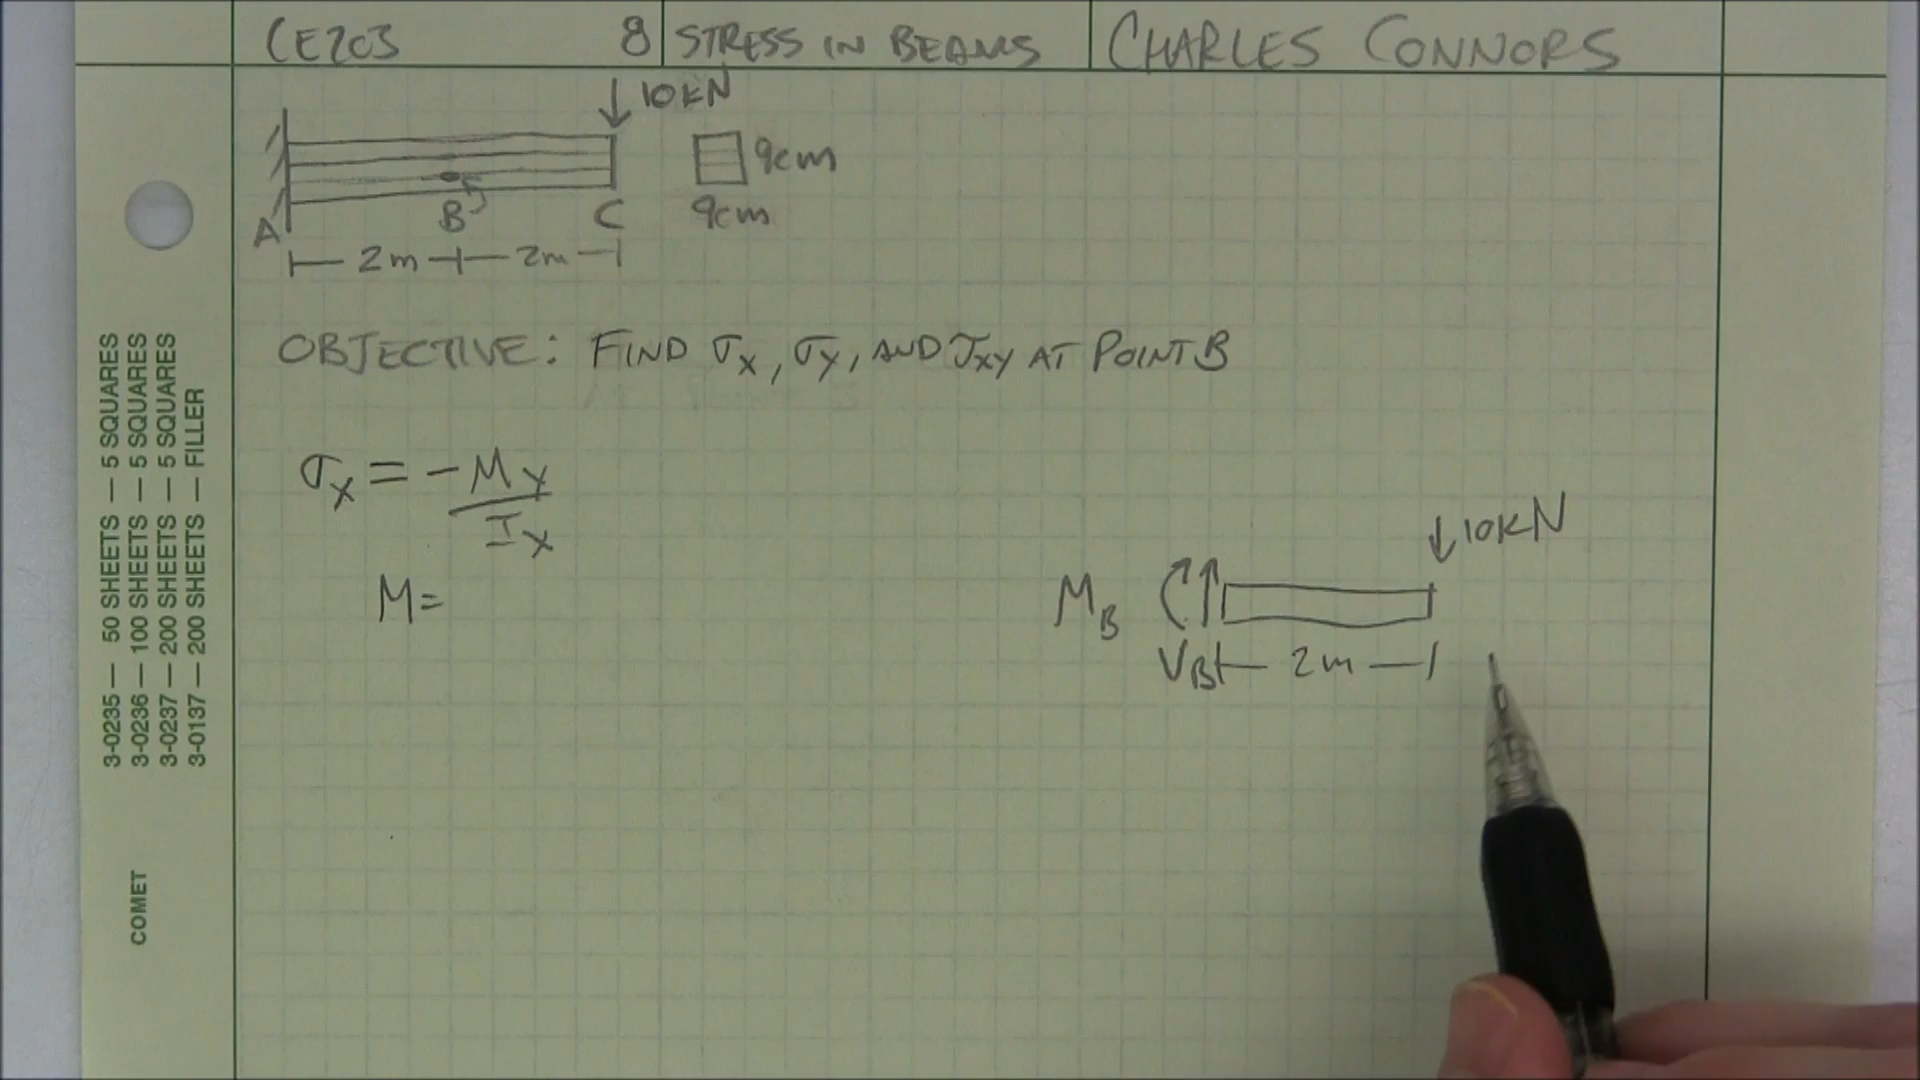 CE203 8 STRESS IN BEAMS CHARLES CONNORS
10KN
9cm
A B C 9cm
2m 2m
OBJECTIVE: FIND σx, σy, AND τxy AT POINT B
σx = -My
Ix
10KN
M=
MB
VB 2m
3-0235 — 50 SHEETS — 5 SQUARES
3-0236 — 100 SHEETS — 5 SQUARES
3-0237 — 200 SHEETS — 5 SQUARES
3-0137 — 200 SHEETS — FILLER
COMET